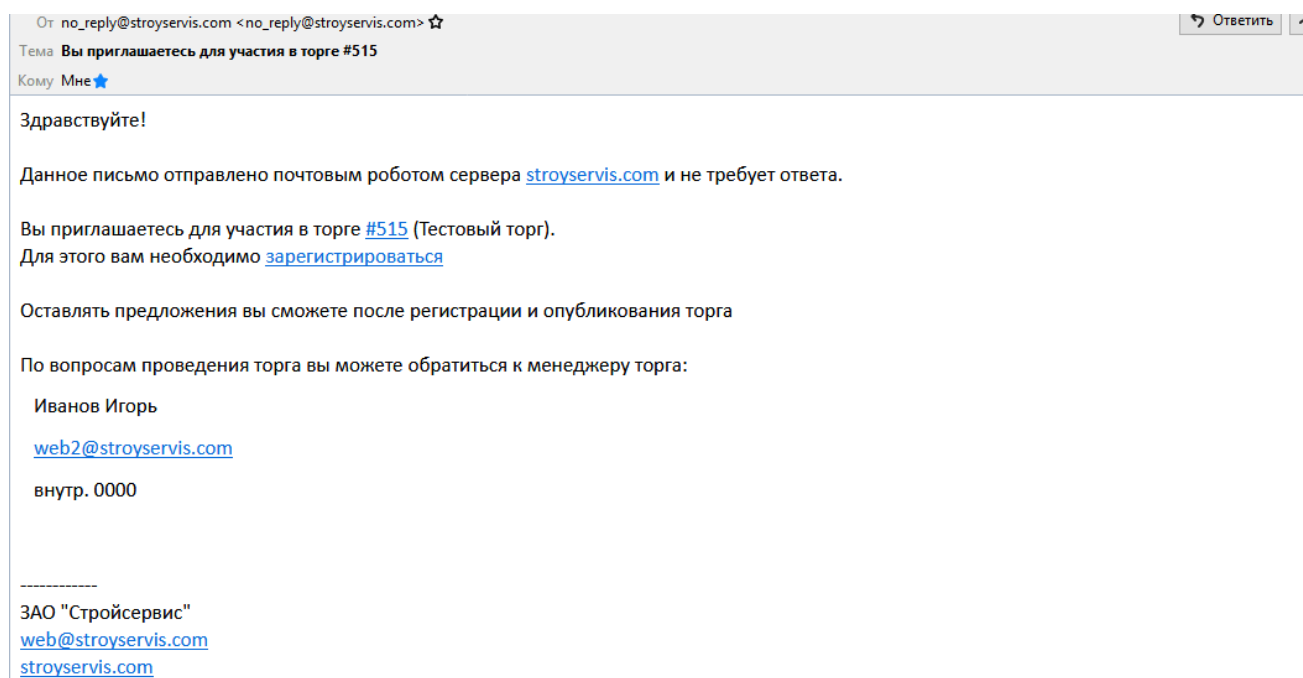 От no_reply@stroyservis.com <no_reply@stroyservis.com>
Ответить
Тема Вы приглашаетесь для участия в торге #515
Кому Мне
Здравствуйте!
Данное письмо отправлено почтовым роботом сервера stroyservis.com и не требует ответа.
Вы приглашаетесь для участия в торге #515 (Тестовый торг).
Для этого вам необходимо зарегистрироваться
Оставлять предложения вы сможете после регистрации и опубликования торга
По вопросам проведения торга вы можете обратиться к менеджеру торга:
Иванов Игорь
web2@stroyservis.com
внутр. 0000
------------
ЗАО "Стройсервис"
web@stroyservis.com
stroyservis.com